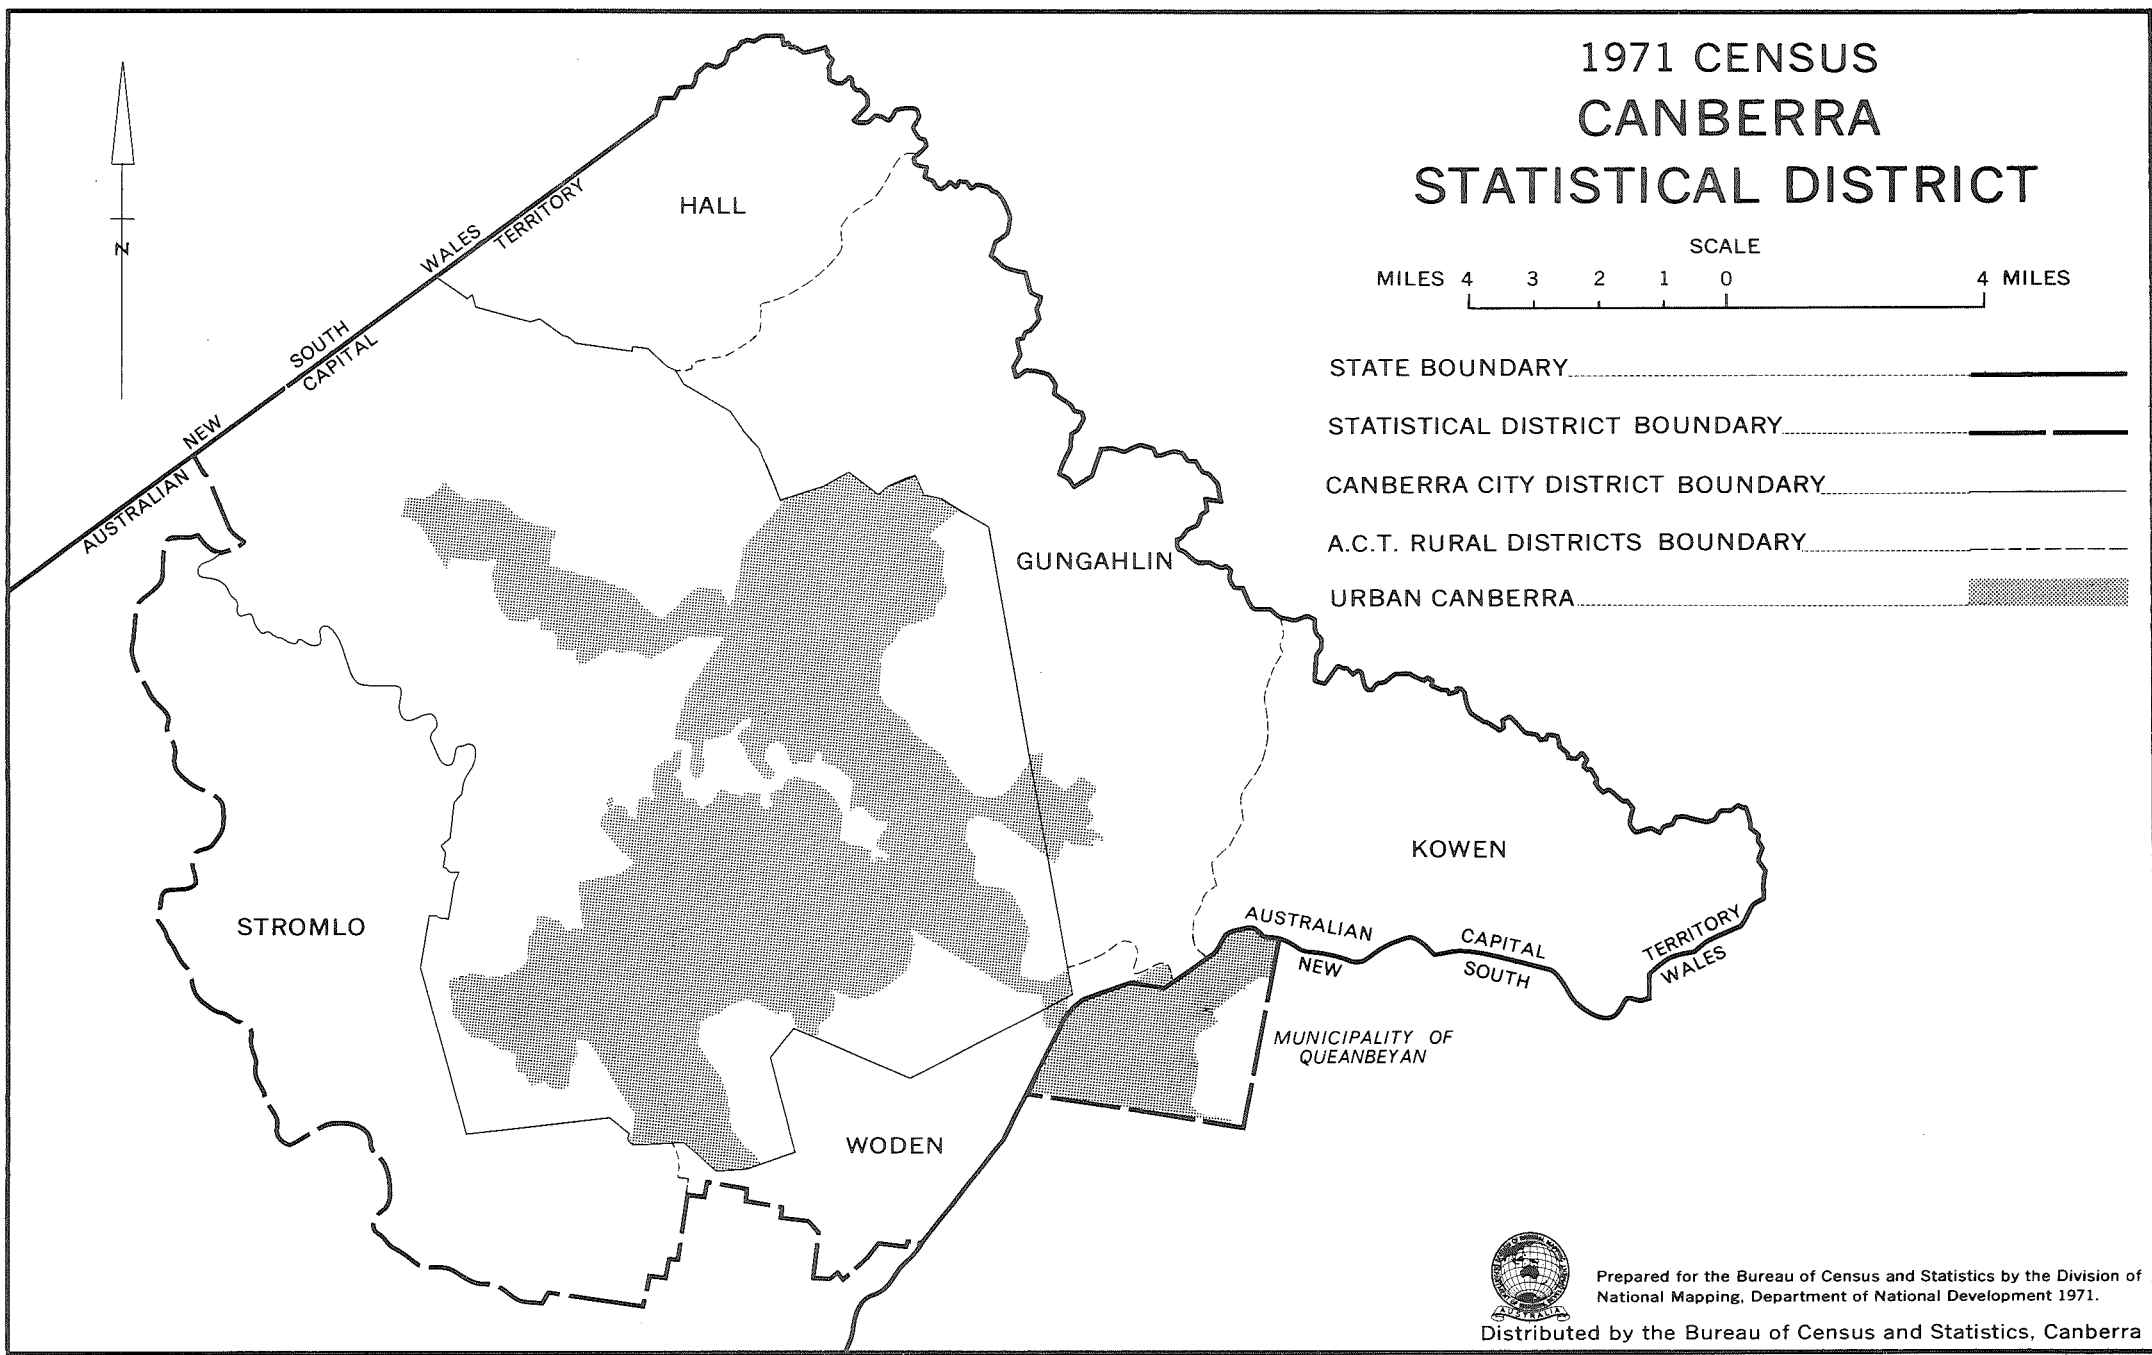 1971 CENSUS
CANBERRA
STATISTICAL DISTRICT
SCALE
MILES 4 3 2 1 0 4 MILES
STATE BOUNDARY
STATISTICAL DISTRICT BOUNDARY
CANBERRA CITY DISTRICT BOUNDARY
A.C.T. RURAL DISTRICTS BOUNDARY
URBAN CANBERRA
N
HALL
WALES
TERRITORY
SOUTH
CAPITAL
NEW
AUSTRALIAN
GUNGAHLIN
KOWEN
STROMLO
AUSTRALIAN
CAPITAL
TERRITORY
NEW
SOUTH
WALES
MUNICIPALITY OF
QUEANBEYAN
WODEN
AUSTRALIA
Prepared for the Bureau of Census and Statistics by the Division of
National Mapping, Department of National Development 1971.
Distributed by the Bureau of Census and Statistics, Canberra